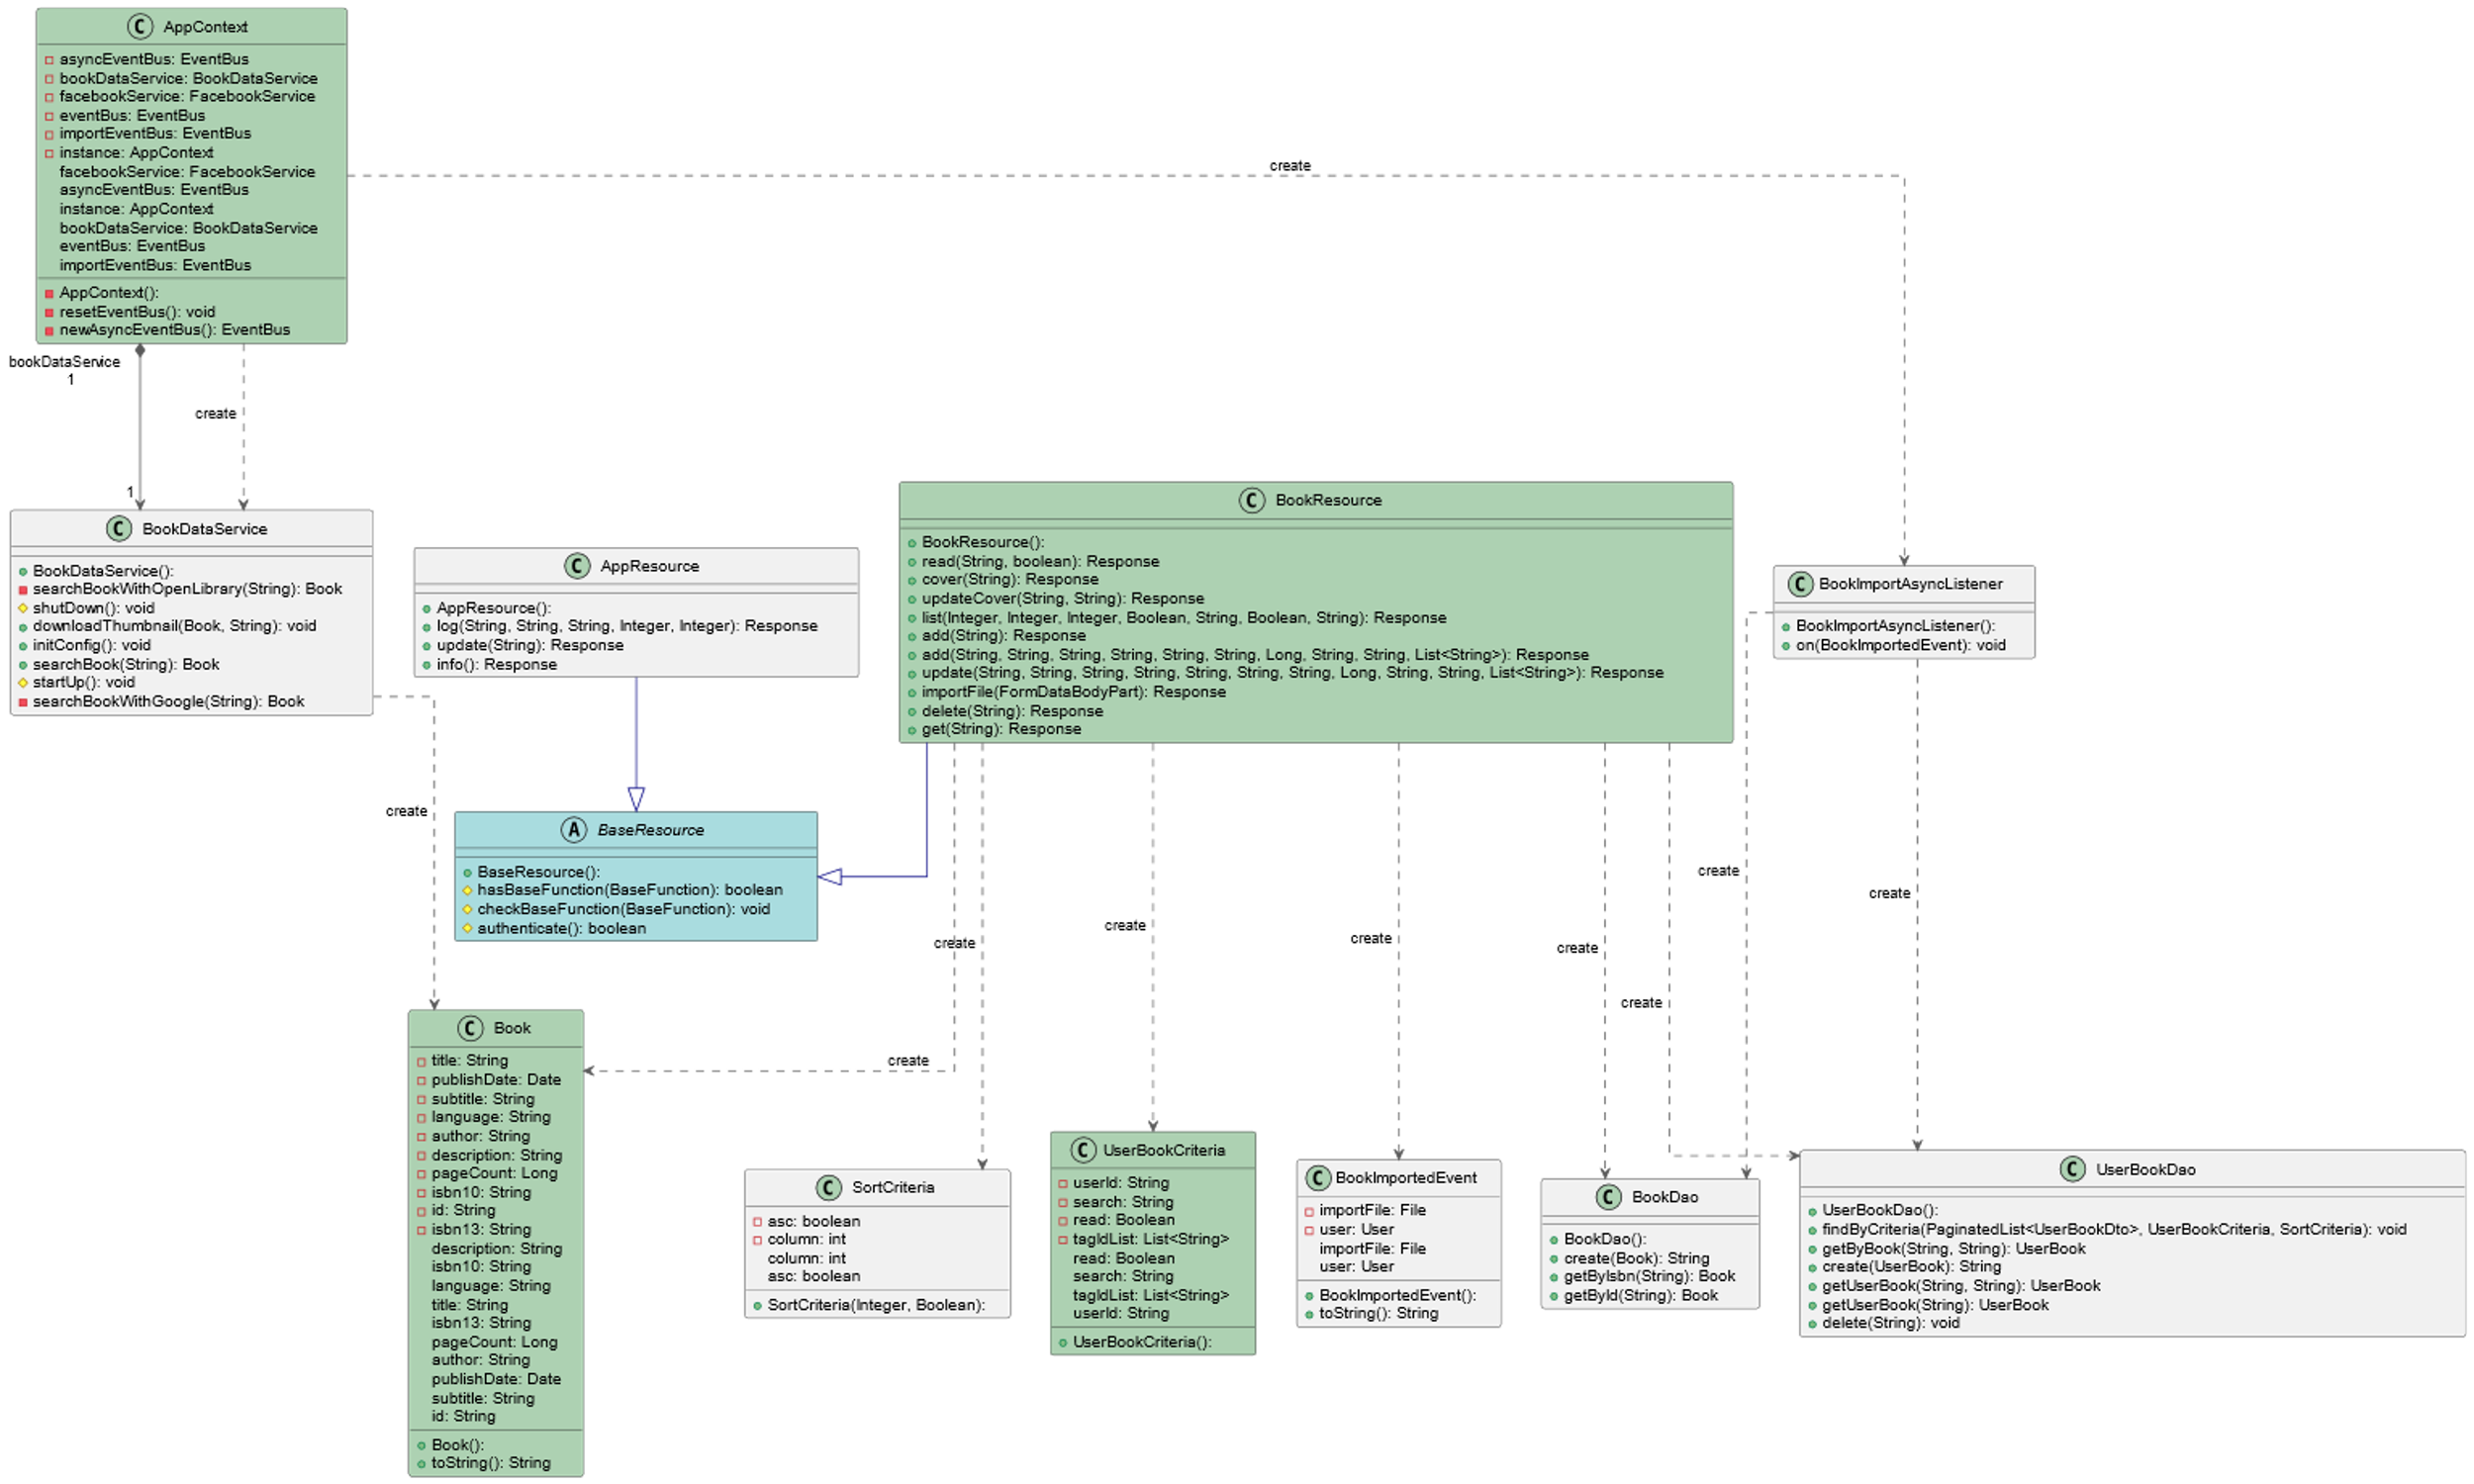 C AppContext
asyncEventBus: EventBus
bookDataService: BookDataService
facebookService: FacebookService
eventBus: EventBus
importEventBus: EventBus
instance: AppContext
facebookService: FacebookService
asyncEventBus: EventBus
instance: AppContext
bookDataService: BookDataService
eventBus: EventBus
importEventBus: EventBus
AppContext():
resetEventBus(): void
newAsyncEventBus(): EventBus
create
bookDataService
1
create
1
C BookDataService
BookDataService():
searchBookWithOpenLibrary(String): Book
shutDown(): void
downloadThumbnail(Book, String): void
initConfig(): void
searchBook(String): Book
startUp(): void
searchBookWithGoogle(String): Book
C AppResource
AppResource():
log(String, String, String, Integer, Integer): Response
update(String): Response
info(): Response
C BookResource
BookResource():
read(String, boolean): Response
cover(String): Response
updateCover(String, String): Response
list(Integer, Integer, Integer, Boolean, String, Boolean, String): Response
add(String): Response
add(String, String, String, String, String, String, Long, String, String, List<String>): Response
update(String, String, String, String, String, String, String, Long, String, String, List<String>): Response
importFile(FormDataBodyPart): Response
delete(String): Response
get(String): Response
C BookImportAsyncListener
BookImportAsyncListener():
on(BookImportedEvent): void
create
A BaseResource
BaseResource():
hasBaseFunction(BaseFunction): boolean
checkBaseFunction(BaseFunction): void
authenticate(): boolean
create
create
create
create
create
create
create
create
create
C Book
title: String
publishDate: Date
subtitle: String
language: String
author: String
description: String
pageCount: Long
isbn10: String
id: String
isbn13: String
description: String
isbn10: String
language: String
title: String
isbn13: String
pageCount: Long
author: String
publishDate: Date
subtitle: String
id: String
Book():
toString(): String
C SortCriteria
asc: boolean
column: int
column: int
asc: boolean
SortCriteria(Integer, Boolean):
C UserBookCriteria
userId: String
search: String
read: Boolean
tagIdList: List<String>
read: Boolean
search: String
tagIdList: List<String>
userId: String
UserBookCriteria():
C BookImportedEvent
importFile: File
user: User
importFile: File
user: User
BookImportedEvent():
toString(): String
C BookDao
BookDao():
create(Book): String
getByIsbn(String): Book
getById(String): Book
C UserBookDao
UserBookDao():
findByCriteria(PaginatedList<UserBookDto>, UserBookCriteria, SortCriteria): void
getByBook(String, String): UserBook
create(UserBook): String
getUserBook(String, String): UserBook
getUserBook(String): UserBook
delete(String): void